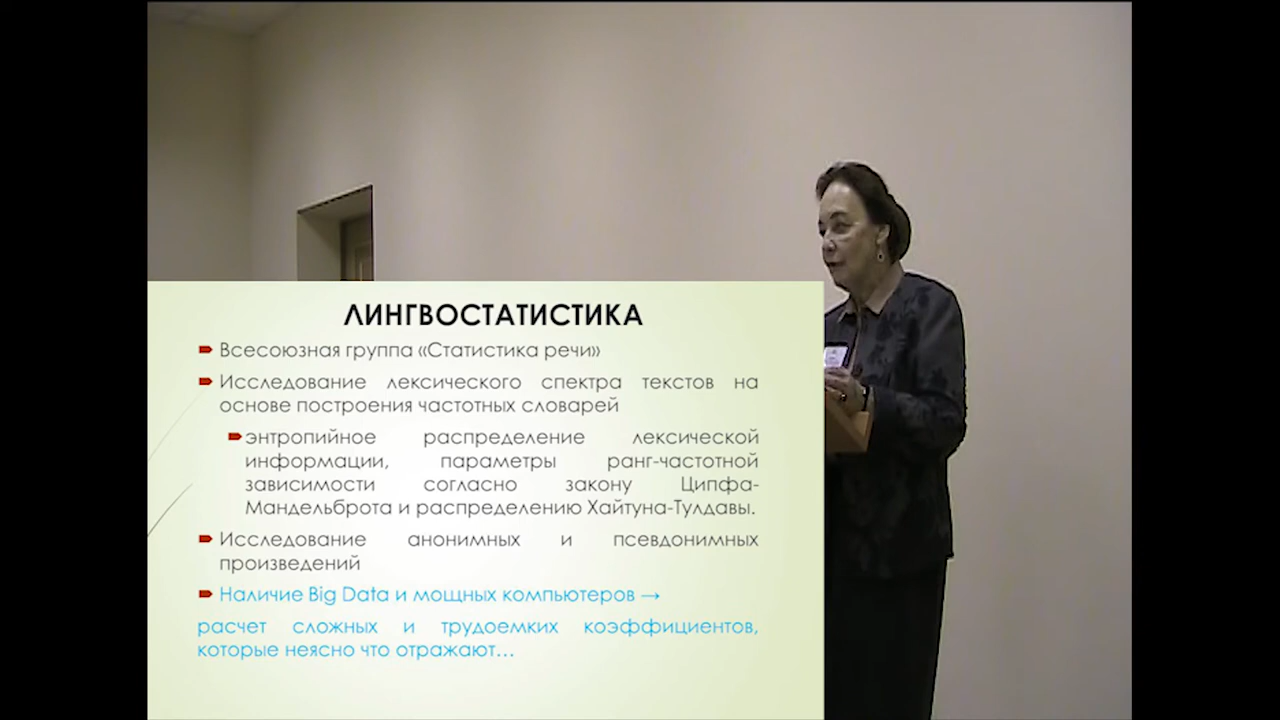 ЛИНГВОСТАТИСТИКА
Всесоюзная группа «Статистика речи»
Исследование лексического спектра текстов на
основе построения частотных словарей
энтропийное распределение лексической
информации, параметры ранг-частотной
зависимости согласно закону Ципфа-
Мандельброта и распределению Хайтуна-Тулдавы.
Исследование анонимных и псевдонимных
произведений
Наличие Big Data и мощных компьютеров →
расчет сложных и трудоемких коэффициентов,
которые неясно что отражают...